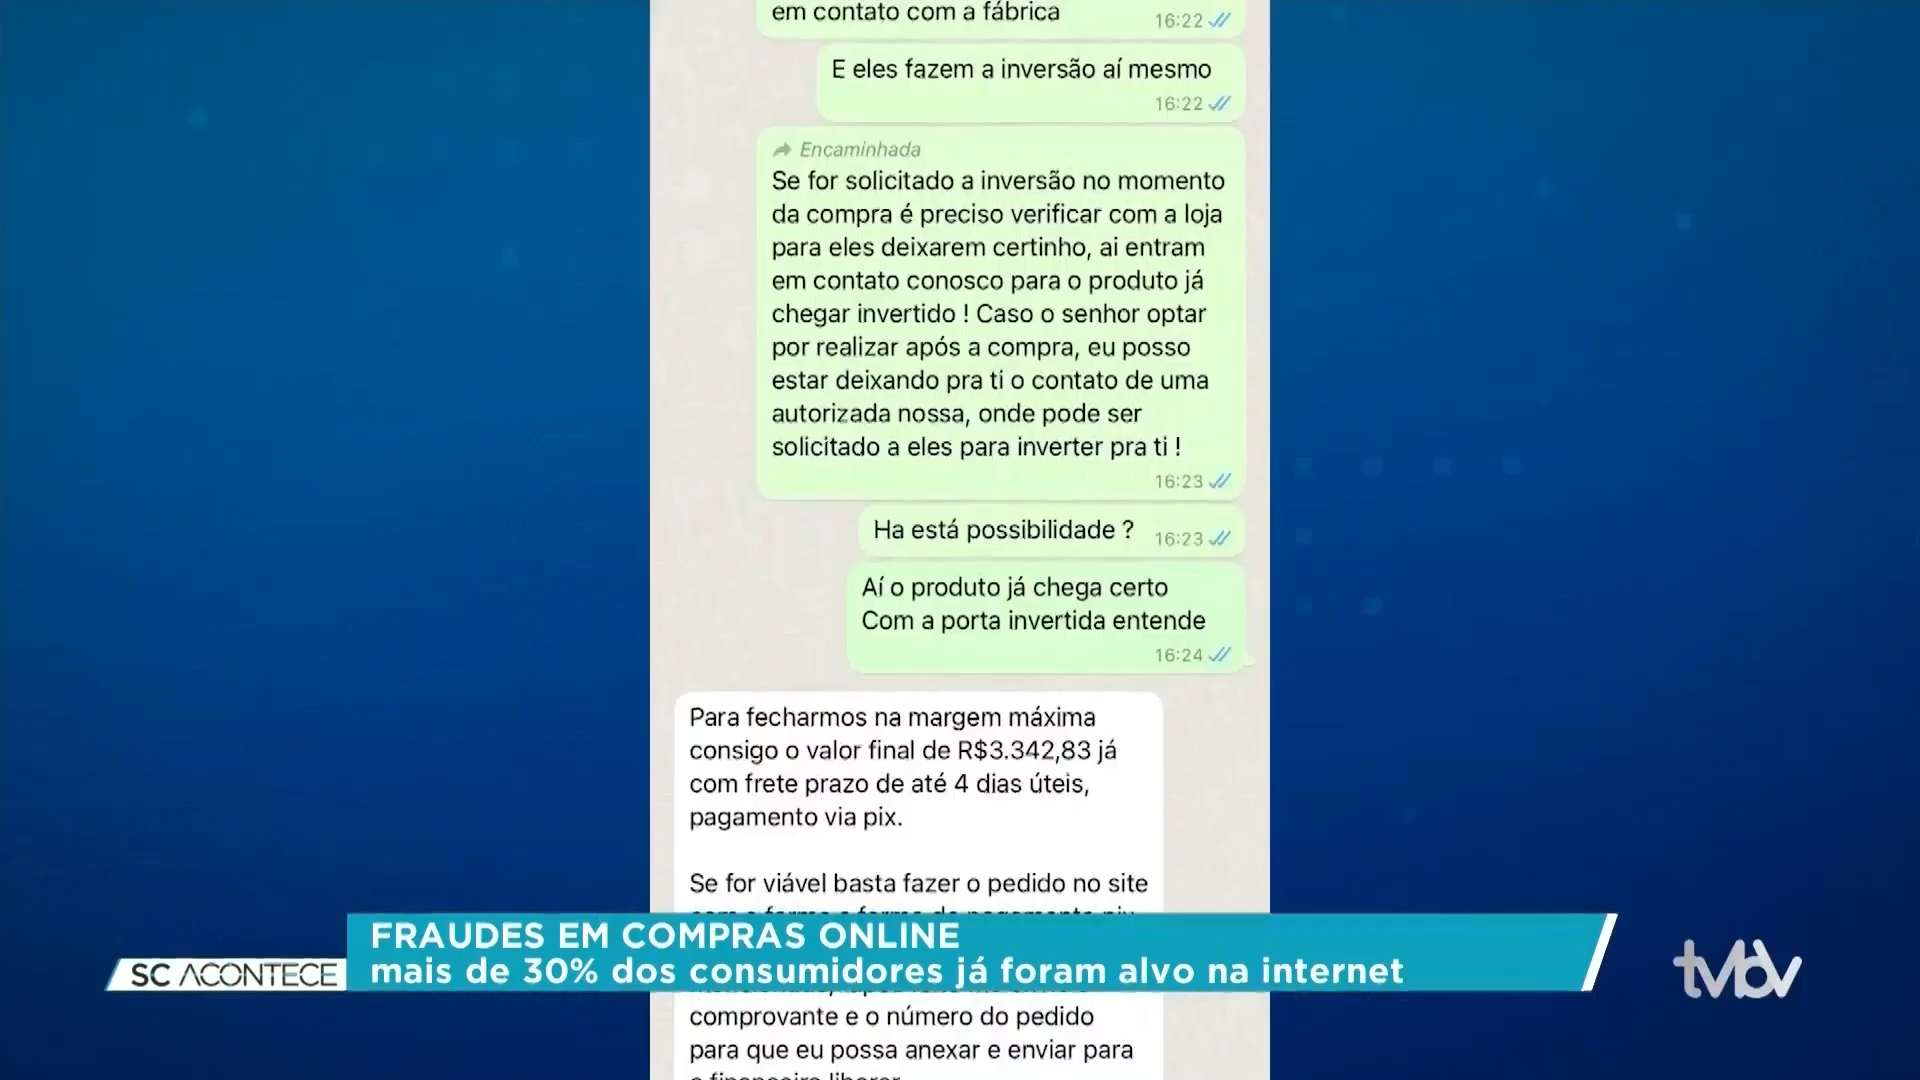 em contato com a fábrica
16:22
E eles fazem a inversão aí mesmo
16:22
Encaminhada
Se for solicitado a inversão no momento
da compra é preciso verificar com a loja
para eles deixarem certinho, ai entram
em contato conosco para o produto já
chegar invertido ! Caso o senhor optar
por realizar após a compra, eu posso
estar deixando pra ti o contato de uma
autorizada nossa, onde pode ser
solicitado a eles para inverter pra ti !
16:23
Ha está possibilidade ?
16:23
Aí o produto já chega certo
Com a porta invertida entende
16:24
Para fecharmos na margem máxima
consigo o valor final de R$3.342,83 já
com frete prazo de até 4 dias úteis,
pagamento via pix.
Se for viável basta fazer o pedido no site
FRAUDES EM COMPRAS ONLINE
mais de 30% dos consumidores já foram alvo na internet
SC ACONTECE
tvbv
comprovante e o número do pedido
para que eu possa anexar e enviar para